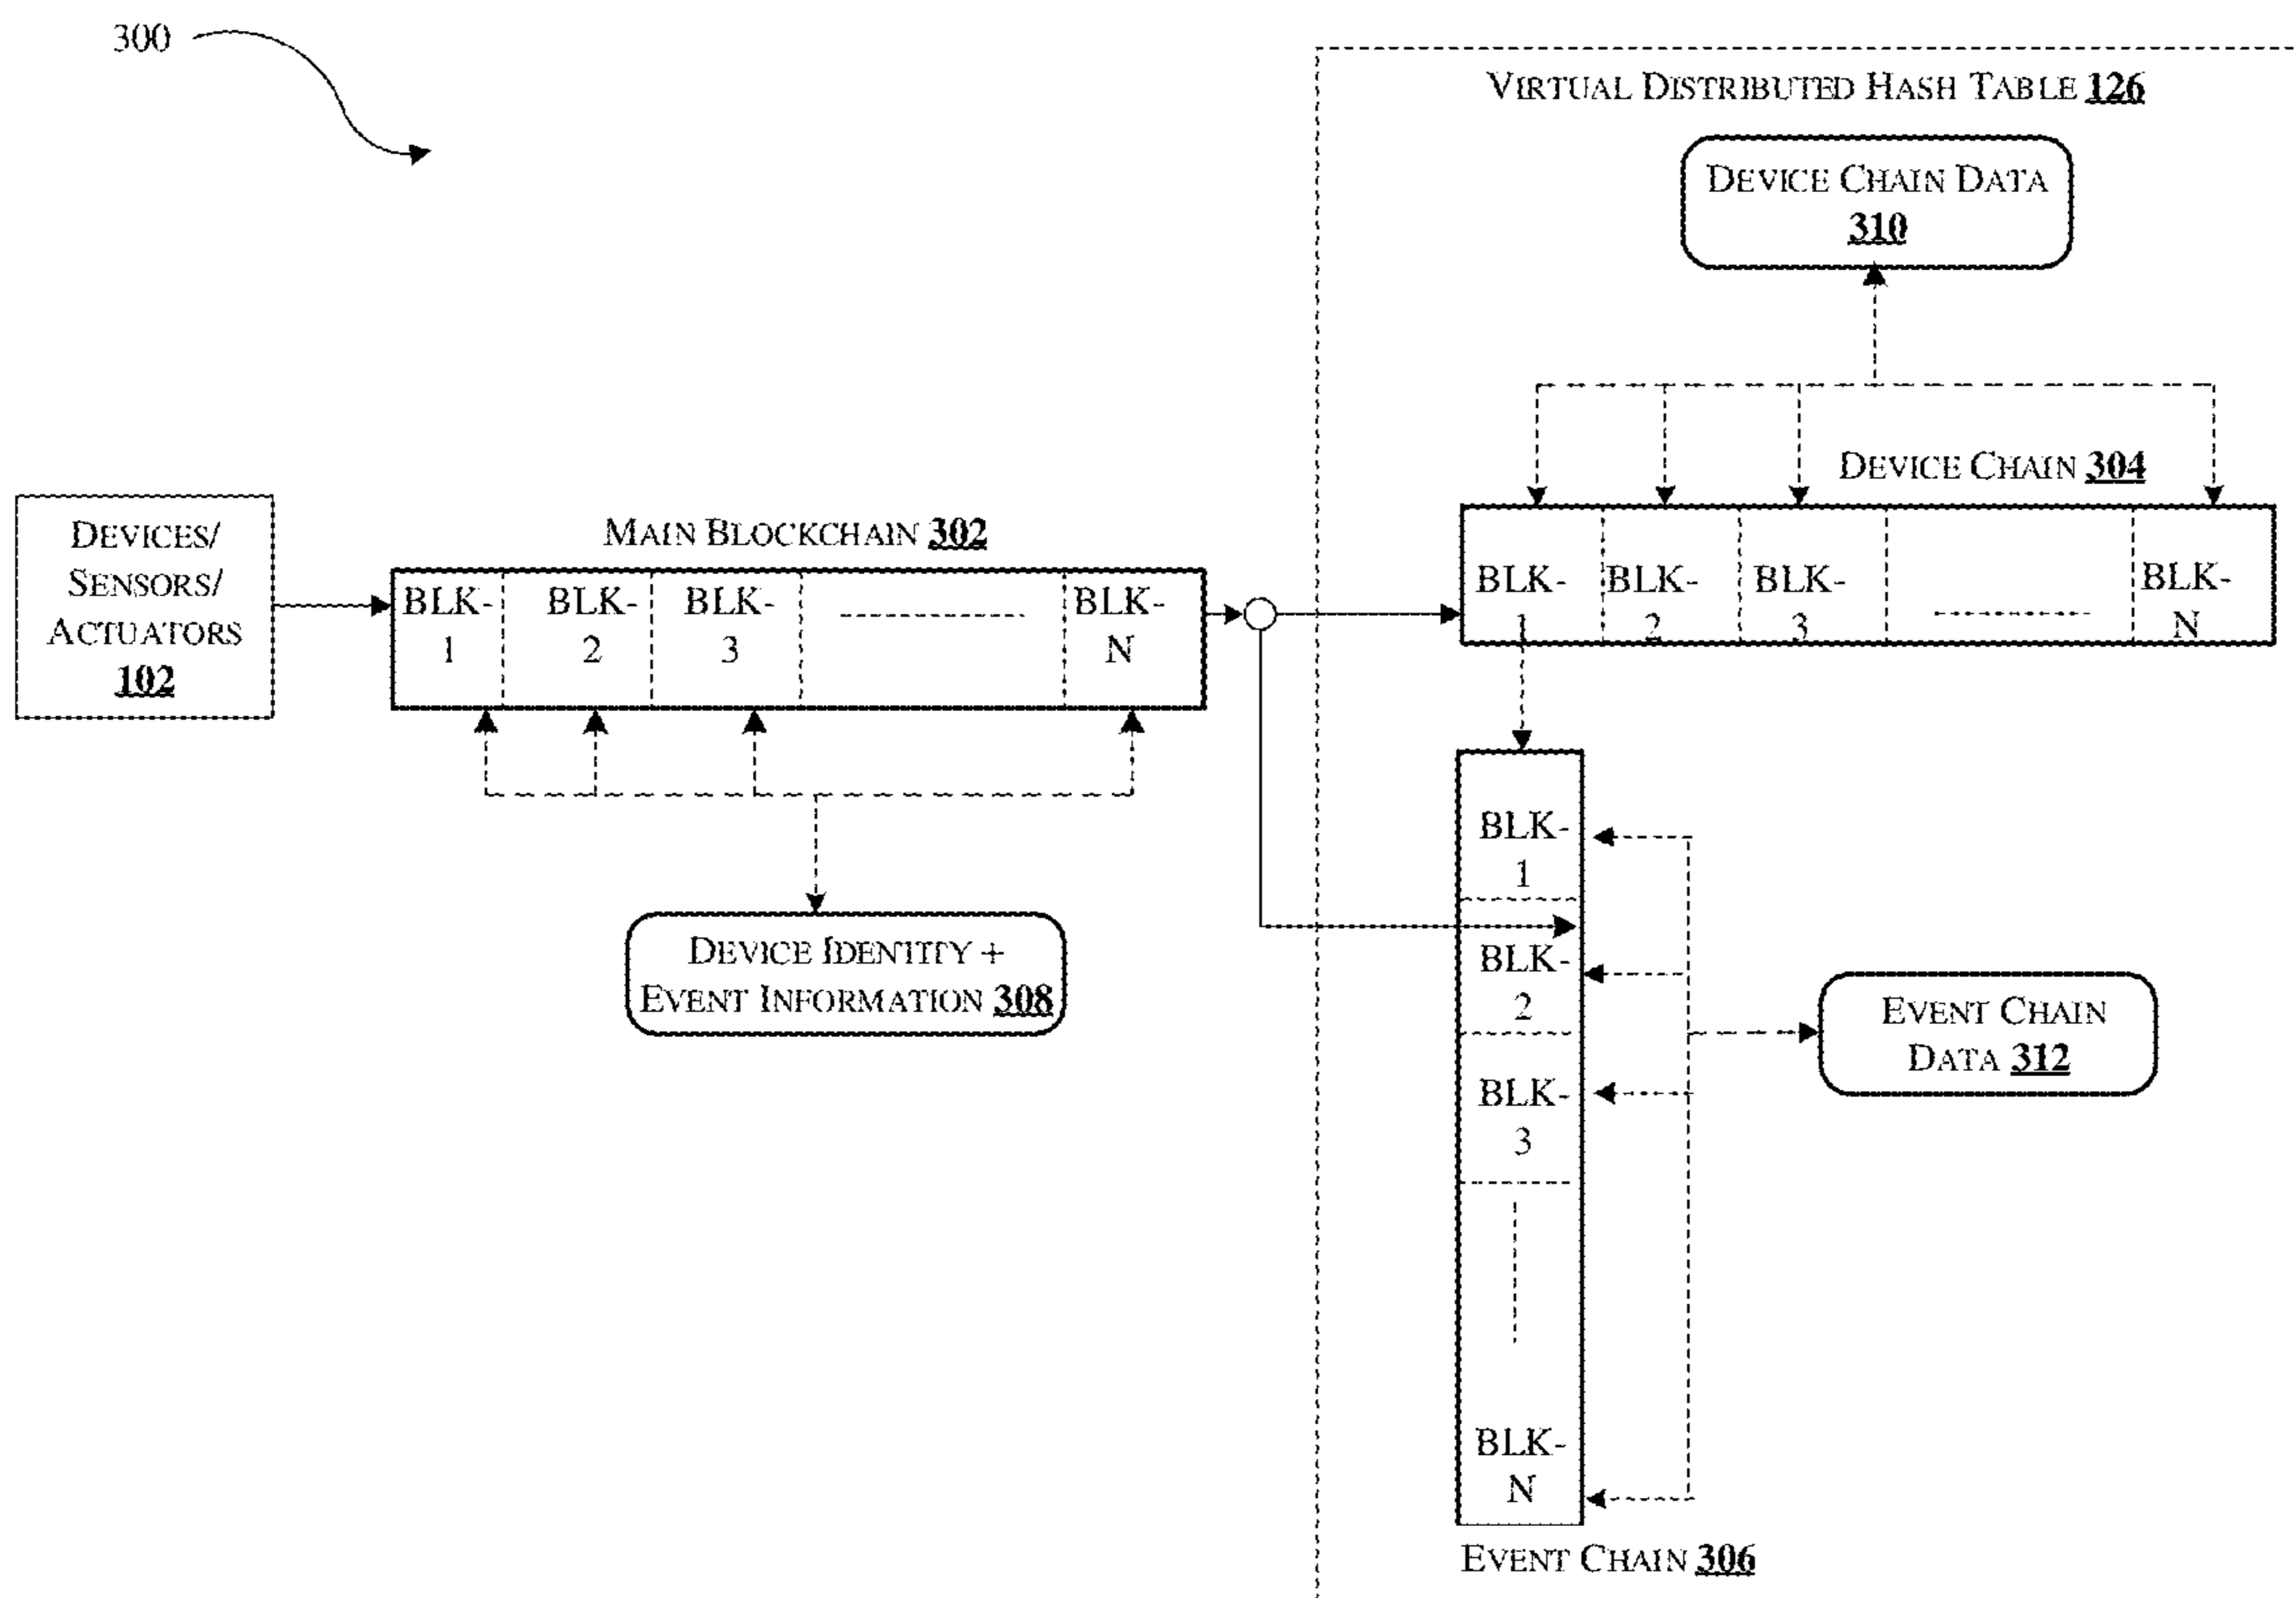 300
VIRTUAL DISTRIBUTED HASH TABLE 126
DEVICE CHAIN DATA
310
DEVICE CHAIN 304
DEVICES/
SENSORS/
ACTUATORS
102
MAIN BLOCKCHAIN 302
BLK-
1
BLK-
2
BLK-
3
BLK-
N
BLK-
1
BLK-
2
BLK-
3
BLK-
N
DEVICE IDENTITY +
EVENT INFORMATION 308
BLK-
1
BLK-
2
BLK-
3
BLK-
N
EVENT CHAIN
DATA 312
EVENT CHAIN 306